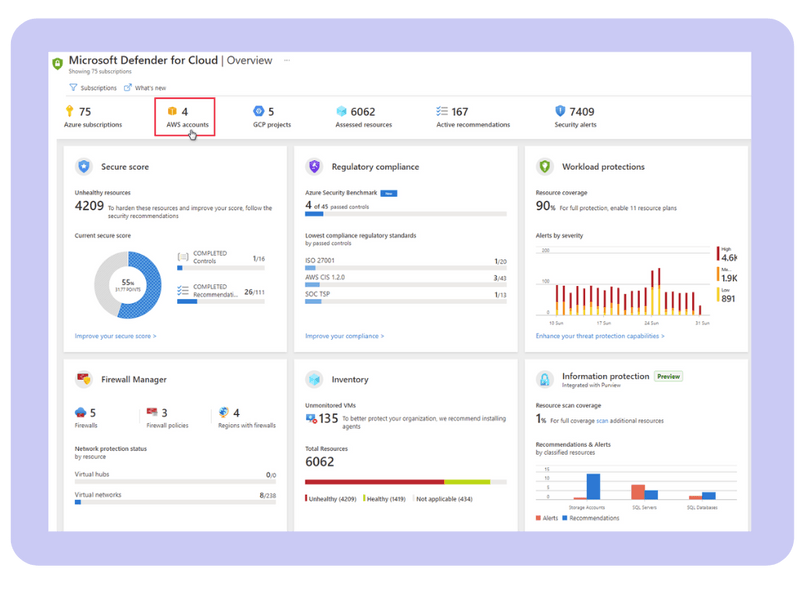 Microsoft Defender for Cloud | Overview ...
Showing 75 subscriptions
Subscriptions What's new
75 4 5 6062 167 7409
Azure subscriptions AWS accounts GCP projects Assessed resources Active recommendations Security alerts
Secure score
Unhealthy resources
4209 To harden these resources and improve your score, follow the
security recommendations
Current secure score
55%
COMPLETED
Controls 1/16
COMPLETED
Recommendati... 26/111
Improve your secure score >
Regulatory compliance
Azure Security Benchmark New
4 of 45 passed controls
Lowest compliance regulatory standards
by passed controls
ISO 27001 1/20
AWS CIS 1.2.0 3/43
SOC TSP 1/13
Improve your compliance >
Workload protections
Resource coverage
90% For full protection, enable 11 resource plans
Alerts by severity
200
100
0
10 Sun 17 Sun 24 Sun 31 Sun
High
4.6K
Me...
1.9K
Low
891
Enhance your threat protection capabilities >
Firewall Manager
5 3 4
Firewalls Firewall policies Regions with firewalls
Network protection status
by resource
Virtual hubs 0/0
Virtual networks 8/238
Inventory
Unmonitored VMs
135 To better protect your organization, we recommend installing
agents
Total Resources
6062
Unhealthy (4209) Healthy (1419) Not applicable (434)
Information protection Preview
Integrated with Purview
Resource scan coverage
1% For full coverage scan additional resources
Recommendations & Alerts
by classified resources
15
10
5
0
Storage Accounts SQL Servers SQL Databases
Alerts Recommendations